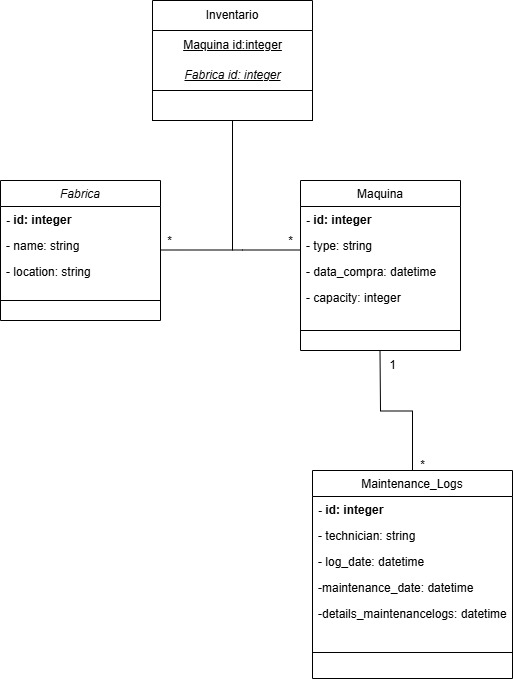 Inventario
Maquina id:integer
Fabrica id: integer
Fabrica
- id: integer
- name: string
- location: string
*
*
Maquina
- id: integer
- type: string
- data_compra: datetime
- capacity: integer
1
*
Maintenance_Logs
- id: integer
- technician: string
- log_date: datetime
-maintenance_date: datetime
-details_maintenancelogs: datetime